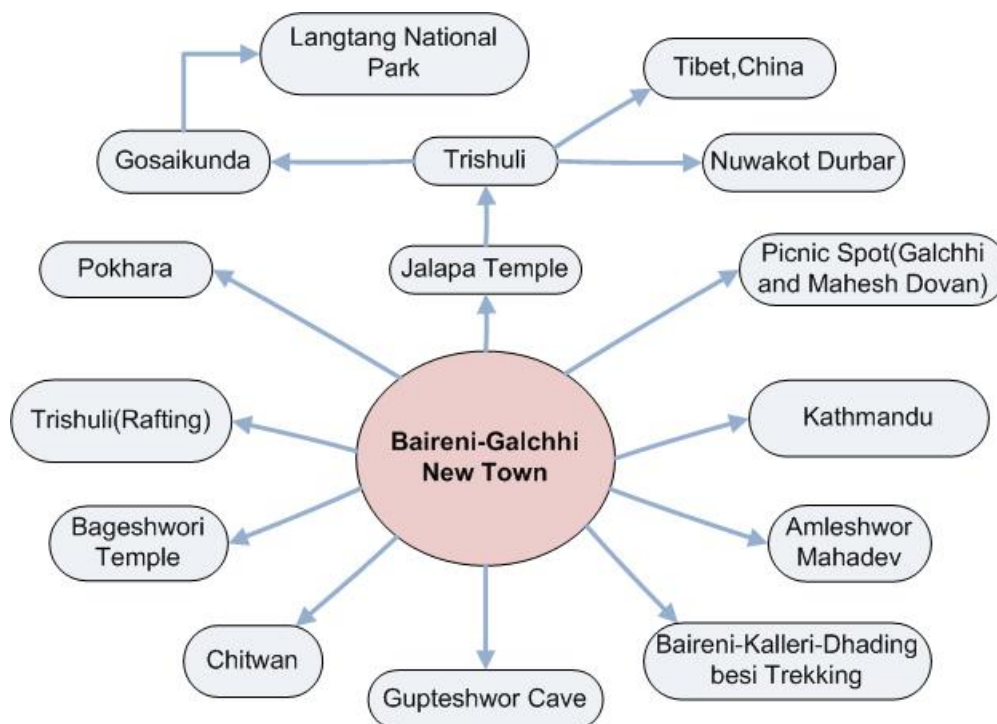 Langtang National
Park
Tibet,China
Gosaikunda
Trishuli
Nuwakot Durbar
Pokhara
Jalapa Temple
Picnic Spot(Galchhi
and Mahesh Dovan)
Trishuli(Rafting)
Baireni-Galchhi
New Town
Kathmandu
Bageshwori
Temple
Amleshwor
Mahadev
Chitwan
Gupteshwor Cave
Baireni-Kalleri-Dhading
besi Trekking